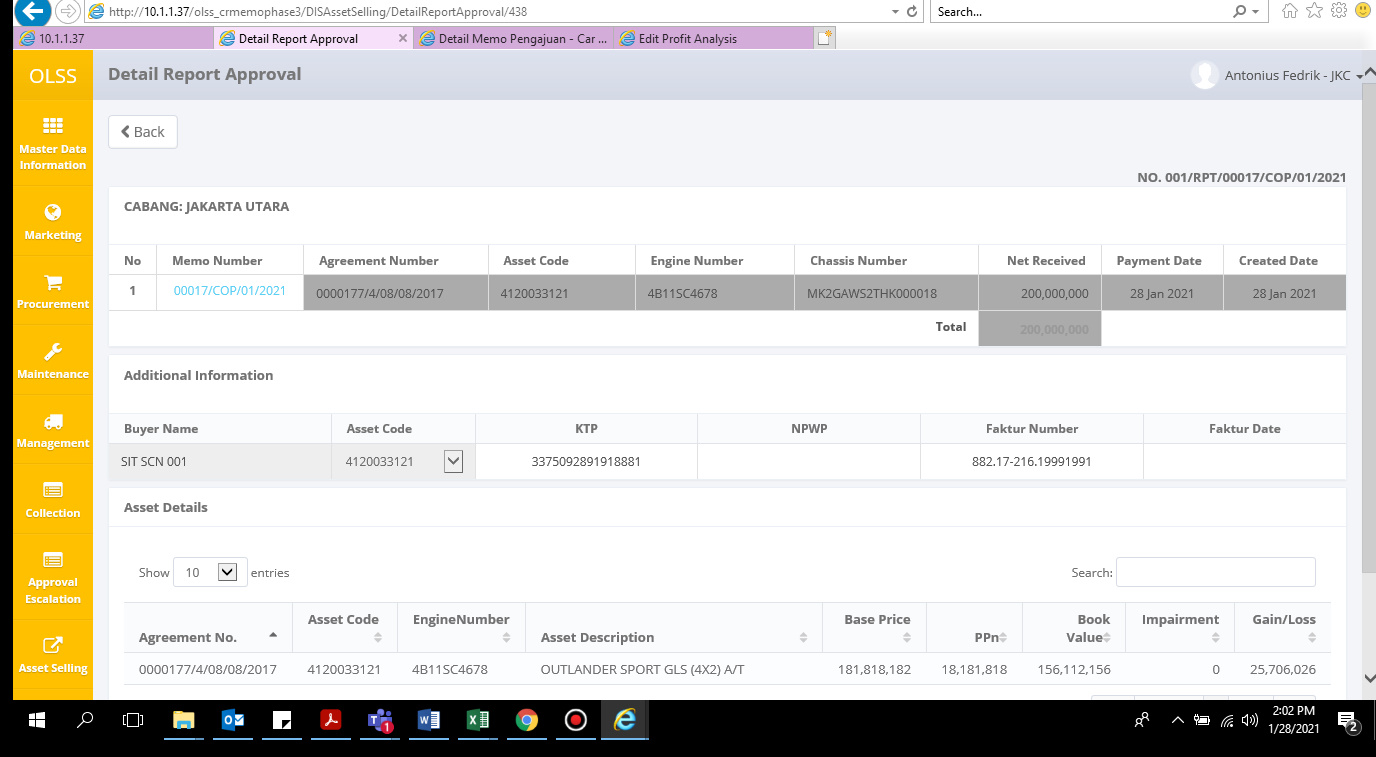 http://10.1.1.37/olss_crmemophase3/DISAssetSelling/DetailReportApproval/438
Search...
10.1.1.37
Detail Report Approval
Detail Memo Pengajuan - Car ...
Edit Profit Analysis
OLSS
Detail Report Approval
Antonius Fedrik - JKC
Back
Master Data
Information
Marketing
Procurement
Maintenance
Management
Collection
Approval
Escalation
Asset Selling
NO. 001/RPT/00017/COP/01/2021
CABANG: JAKARTA UTARA
No Memo Number Agreement Number Asset Code Engine Number Chassis Number Net Received Payment Date Created Date
1 00017/COP/01/2021 0000177/4/08/08/2017 4120033121 4B11SC4678 MK2GAWS2THK000018 200,000,000 28 Jan 2021 28 Jan 2021
Total 200,000,000
Additional Information
Buyer Name Asset Code KTP NPWP Faktur Number Faktur Date
SIT SCN 001 4120033121 3375092891918881 882.17-216.19991991
Asset Details
Show 10 entries
Search:
Agreement No. Asset Code EngineNumber Asset Description Base Price PPn Book Value Impairment Gain/Loss
0000177/4/08/08/2017 4120033121 4B11SC4678 OUTLANDER SPORT GLS (4X2) A/T 181,818,182 18,181,818 156,112,156 0 25,706,026
1
2:02 PM
1/28/2021
2